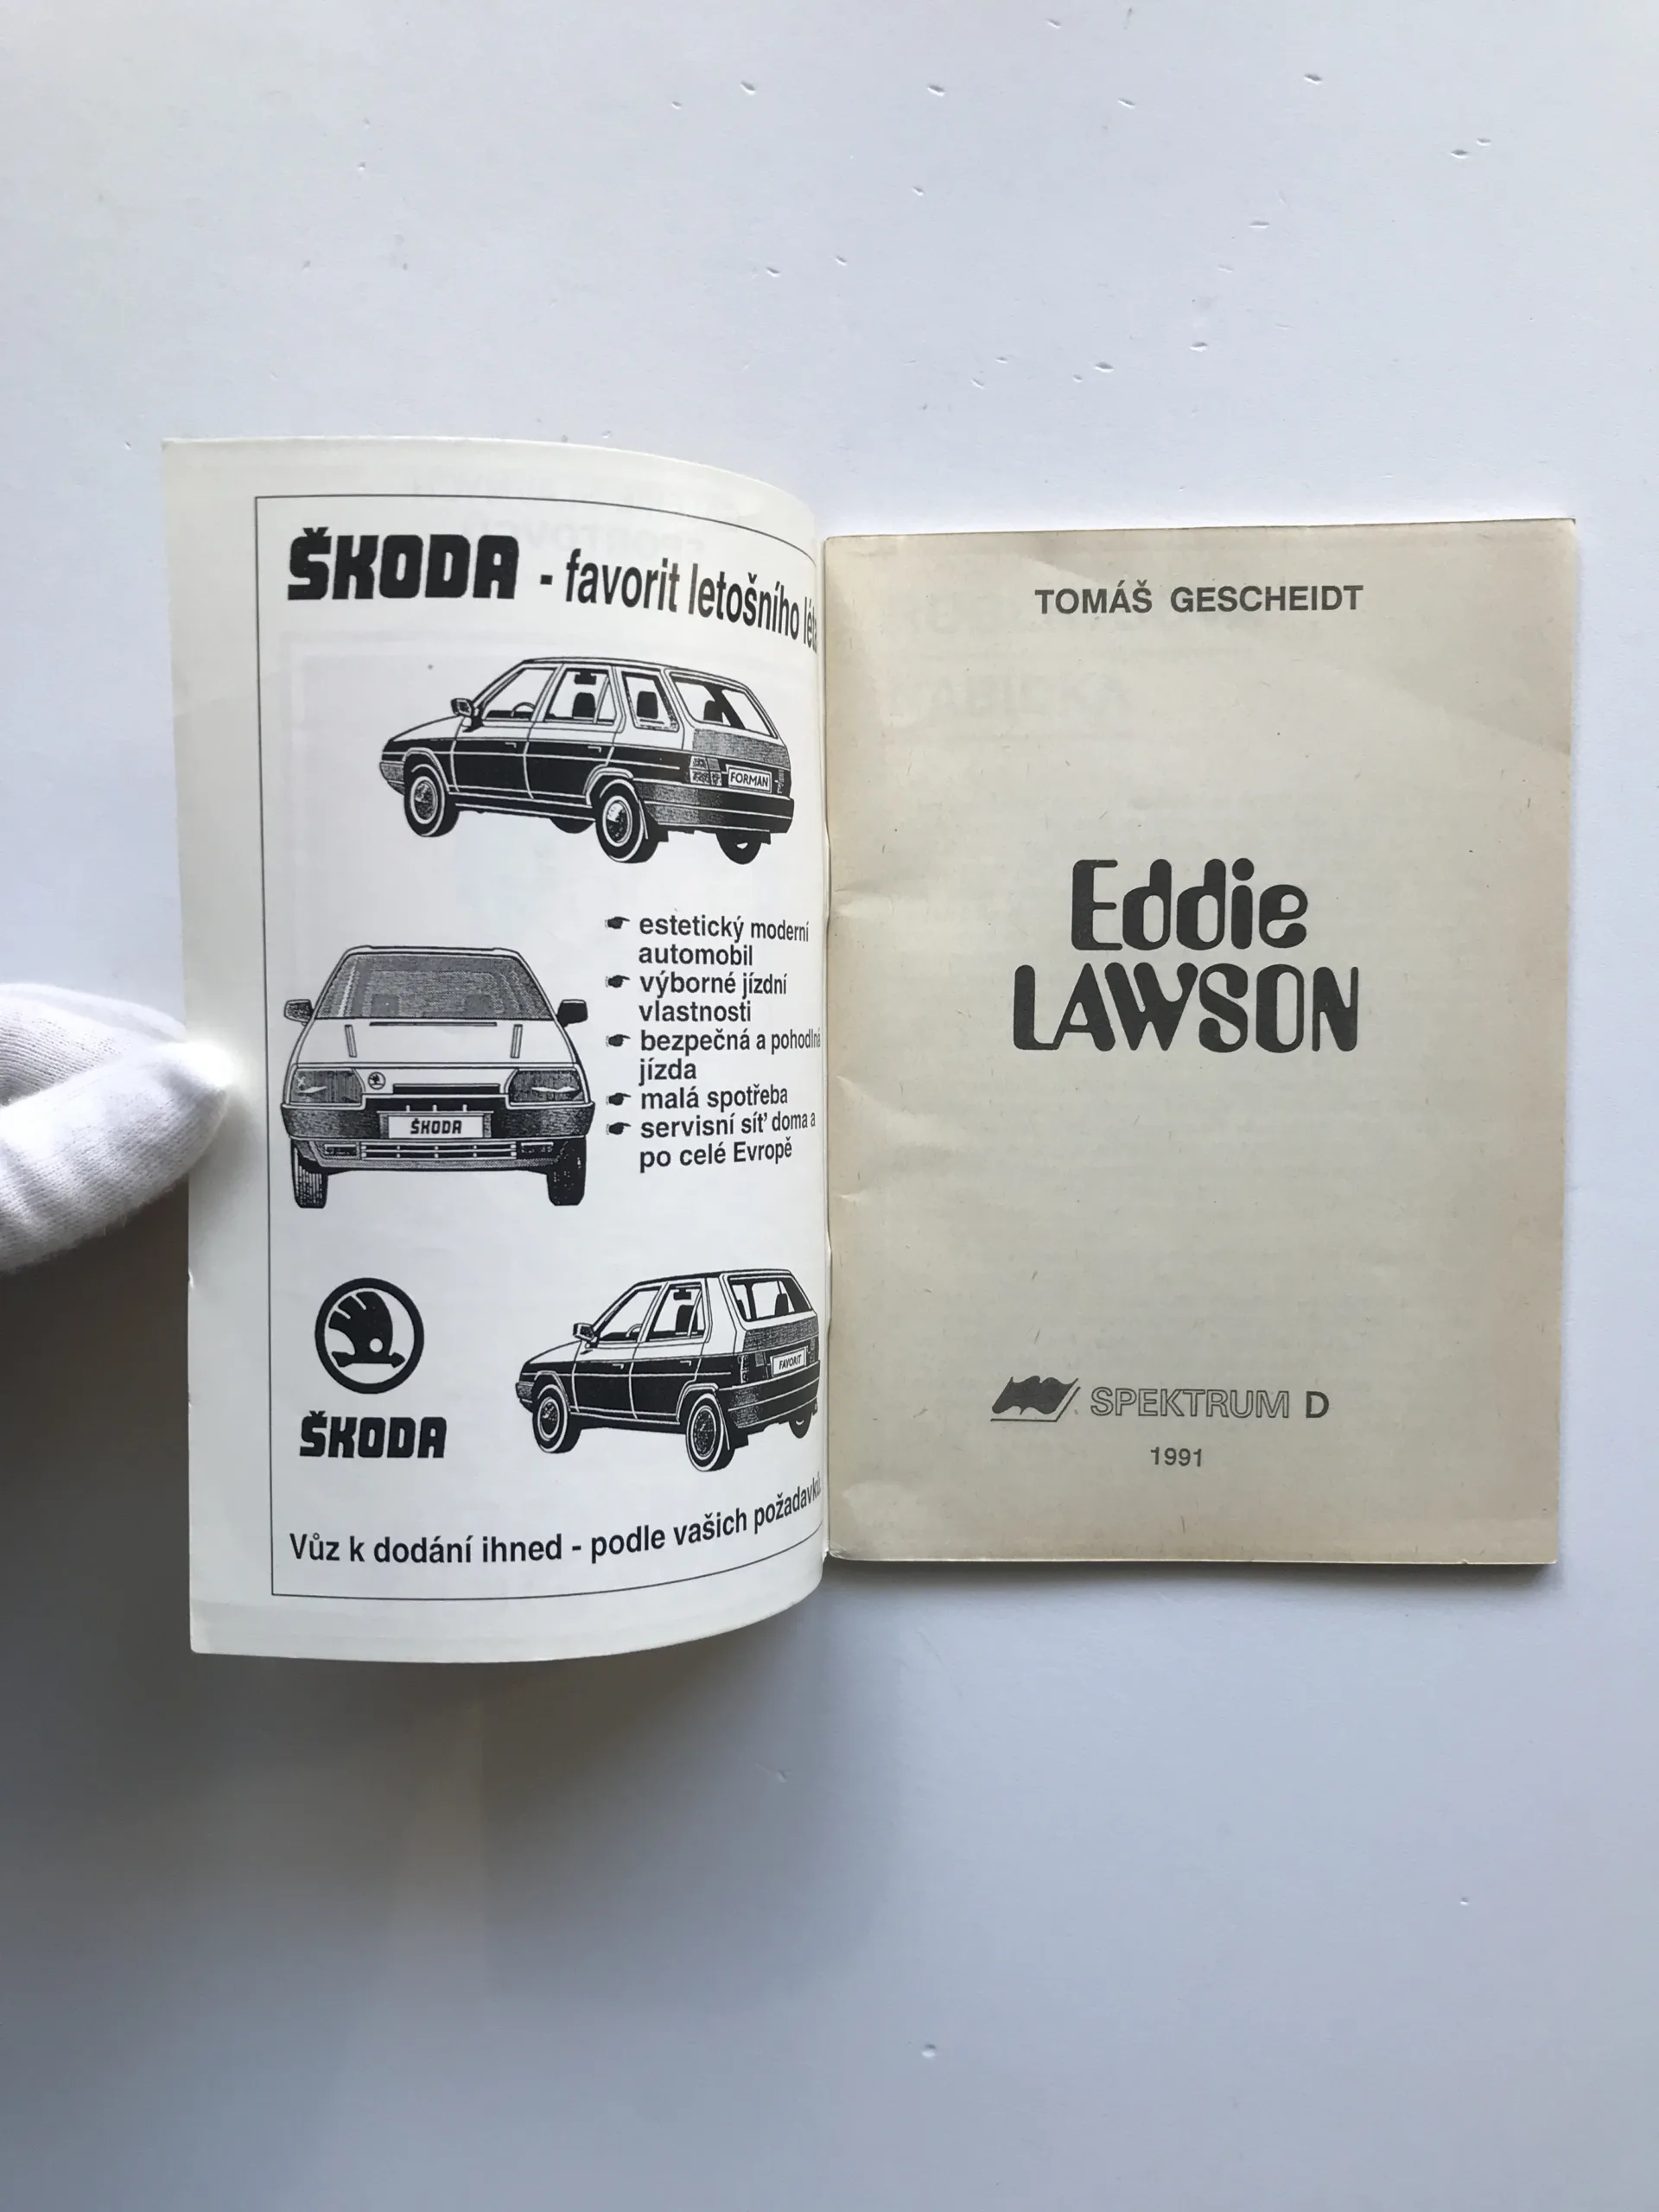 ŠKODA - favorit letošního léta
FORMAN
estetický moderní
automobil
výborné jízdní
vlastnosti
bezpečná a pohodlná
jízda
malá spotřeba
servisní síť doma a
po celé Evropě
ŠKODA
FAVORIT
ŠKODA
Vůz k dodání ihned - podle vašich požadavků.
TOMÁŠ GESCHEIDT
Eddie
LAWSON
SPEKTRUM D
1991